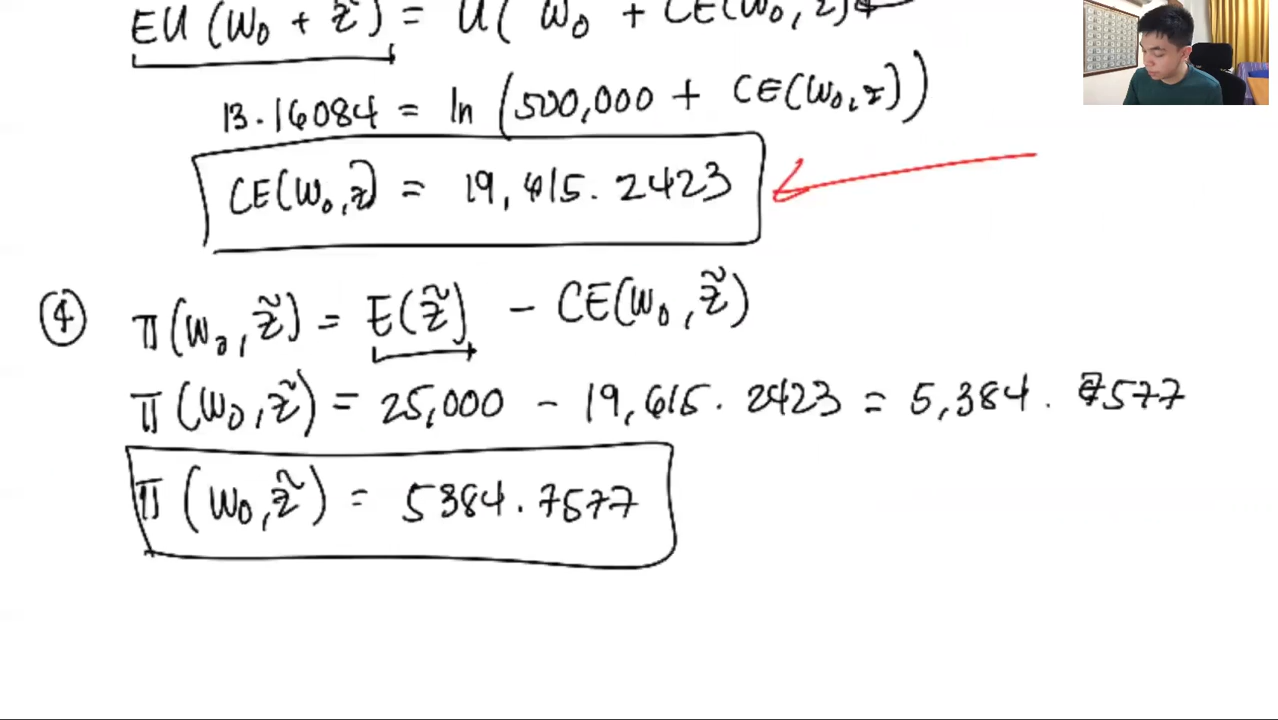 EU(W₀ + z̃) = U(W₀ + CE(W₀, z̃)
13.16084 = ln (500,000 + CE(W₀, z̃))
CE(W₀, z̃) = 19,615.2423
④ π(W₀, z̃) = E(z̃) - CE(W₀, z̃)
π(W₀, z̃) = 25,000 - 19,615.2423 = 5,384.7577
π(W₀, z̃) = 5384.7577